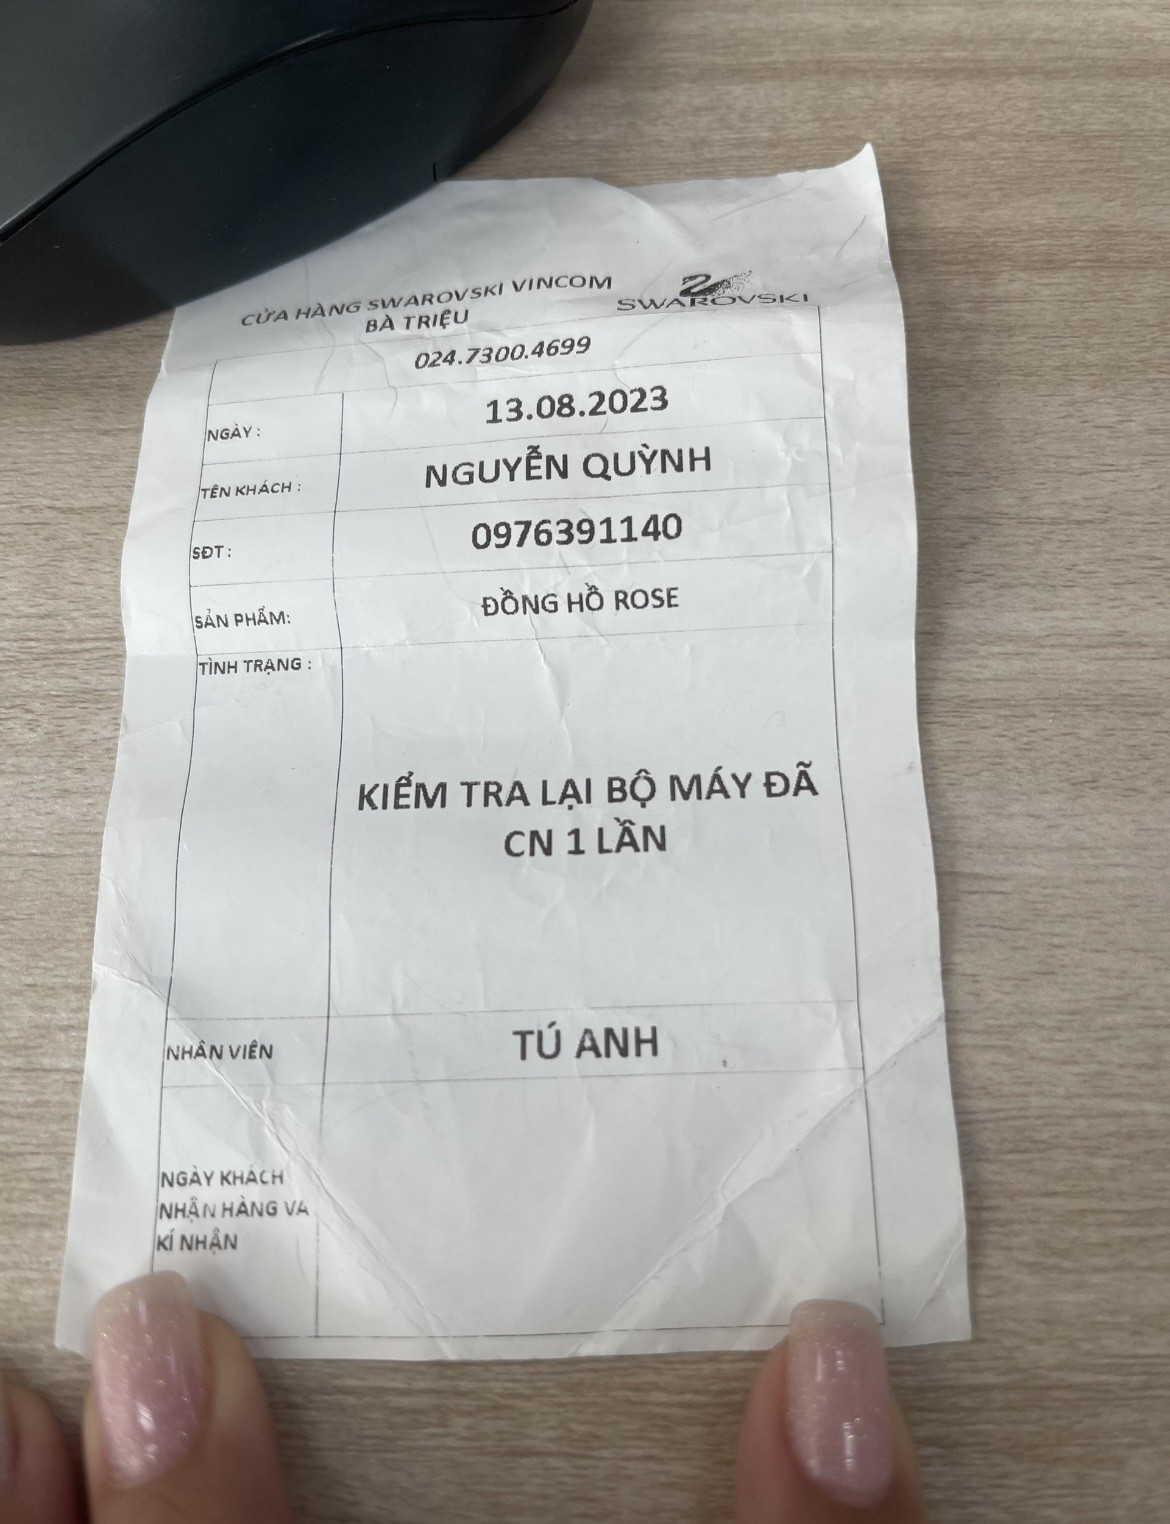 CỬA HÀNG SWAROVSKI VINCOM
BÀ TRIỆU
SWAROVSKI
024.7300.4699
NGÀY : 13.08.2023
TÊN KHÁCH : NGUYỄN QUỲNH
SĐT : 0976391140
SẢN PHẨM: ĐỒNG HỒ ROSE
TÌNH TRẠNG :
KIỂM TRA LẠI BỘ MÁY ĐÃ
CN 1 LẦN
NHÂN VIÊN TÚ ANH
NGÀY KHÁCH
NHẬN HÀNG VÀ
KÍ NHẬN